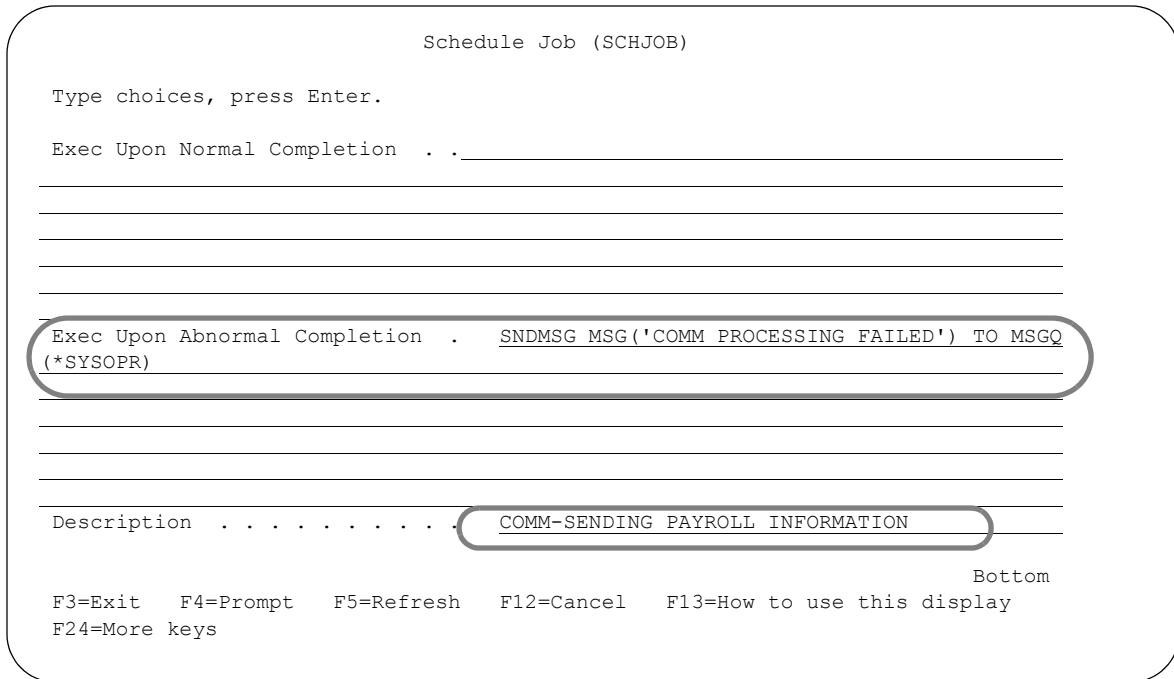 Schedule Job (SCHJOB)
Type choices, press Enter.
Exec Upon Normal Completion . .
Exec Upon Abnormal Completion . SNDMSG MSG('COMM PROCESSING FAILED') TO MSGQ
(*SYSOPR)
Description . . . . . . . . . . COMM-SENDING PAYROLL INFORMATION
Bottom
F3=Exit F4=Prompt F5=Refresh F12=Cancel F13=How to use this display
F24=More keys